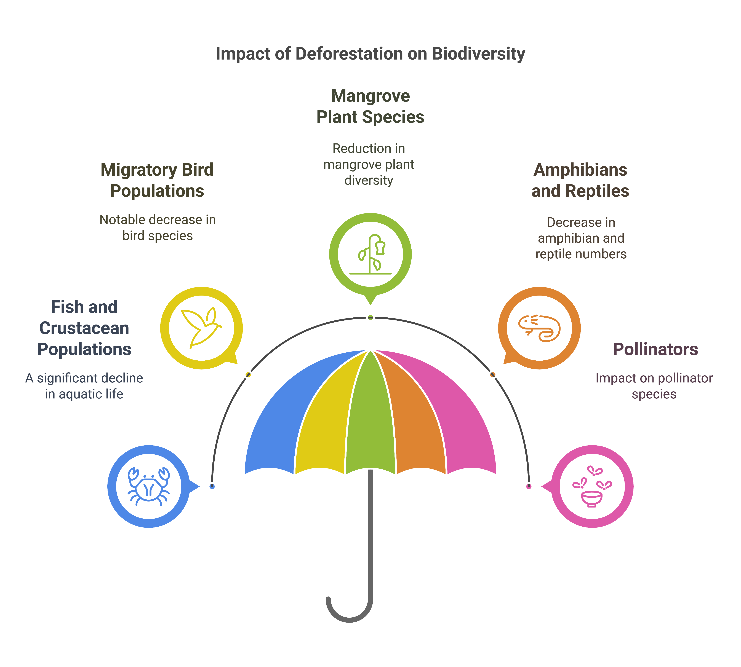 Impact of Deforestation on Biodiversity
Mangrove
Plant Species
Reduction in
mangrove plant
diversity
Migratory Bird
Populations
Notable decrease in
bird species
Amphibians
and Reptiles
Decrease in
amphibian and
reptile numbers
Fish and
Crustacean
Populations
A significant decline
in aquatic life
Pollinators
Impact on pollinator
species